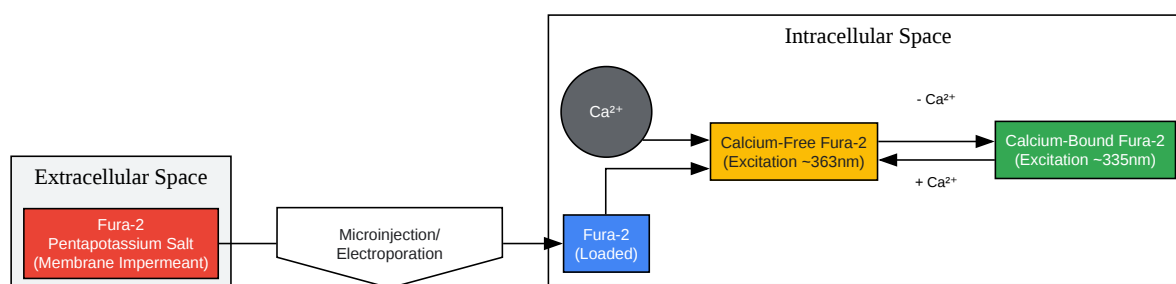 Extracellular Space
Fura-2
Pentapotassium Salt
(Membrane Impermeant)
Microinjection/
Electroporation
Intracellular Space
Ca²⁺
Fura-2
(Loaded)
Calcium-Free Fura-2
(Excitation ~363nm)
- Ca²⁺
+ Ca²⁺
Calcium-Bound Fura-2
(Excitation ~335nm)